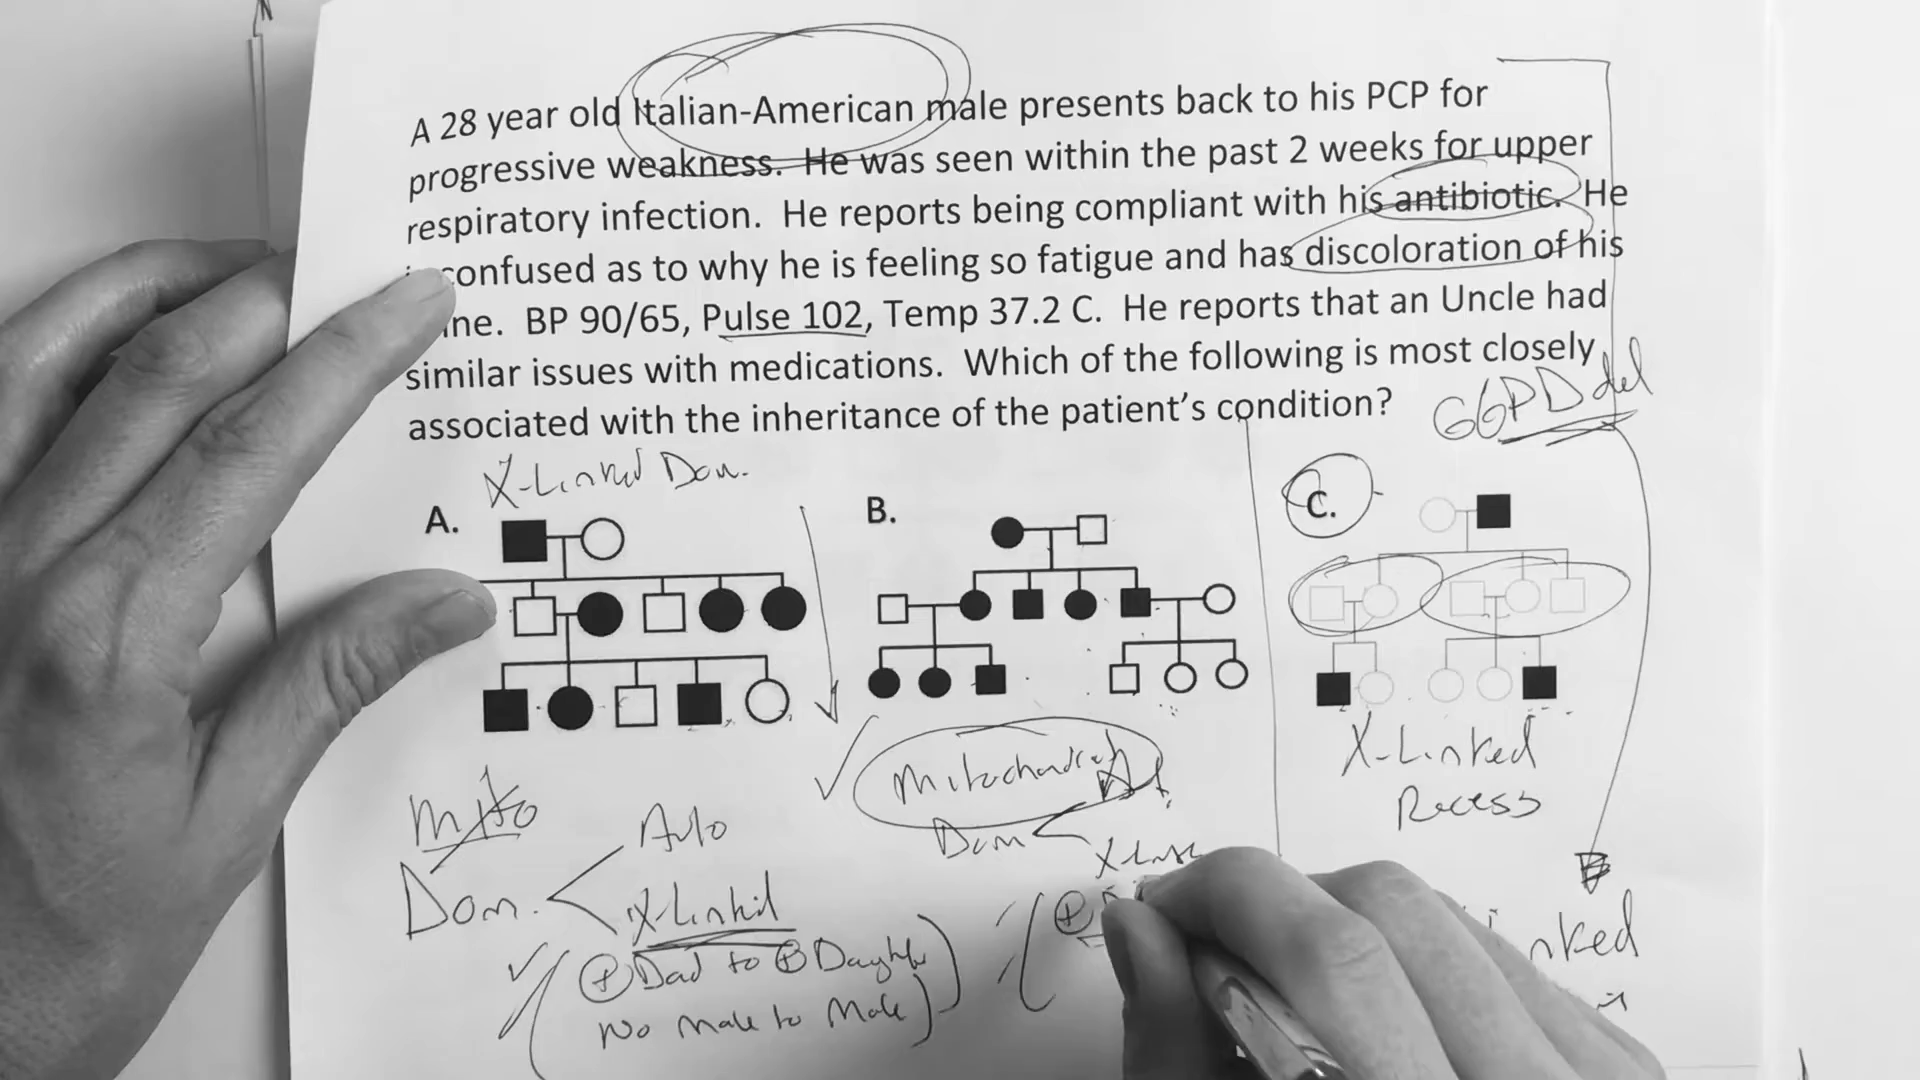 A 28 year old Italian-American male presents back to his PCP for
progressive weakness. He was seen within the past 2 weeks for upper
respiratory infection. He reports being compliant with his antibiotic. He
confused as to why he is feeling so fatigue and has discoloration of his
ne. BP 90/65, Pulse 102, Temp 37.2 C. He reports that an Uncle had
similar issues with medications. Which of the following is most closely
associated with the inheritance of the patient's condition?
G6PD
X-Linked Dom.
A.
B.
C.
Mitochondrial
X-Linked
Recess
Mito
Auto
Dom.
X-Linked
Dom
⊕ Dad to ⊕ Daughter
No Male to Male
nked